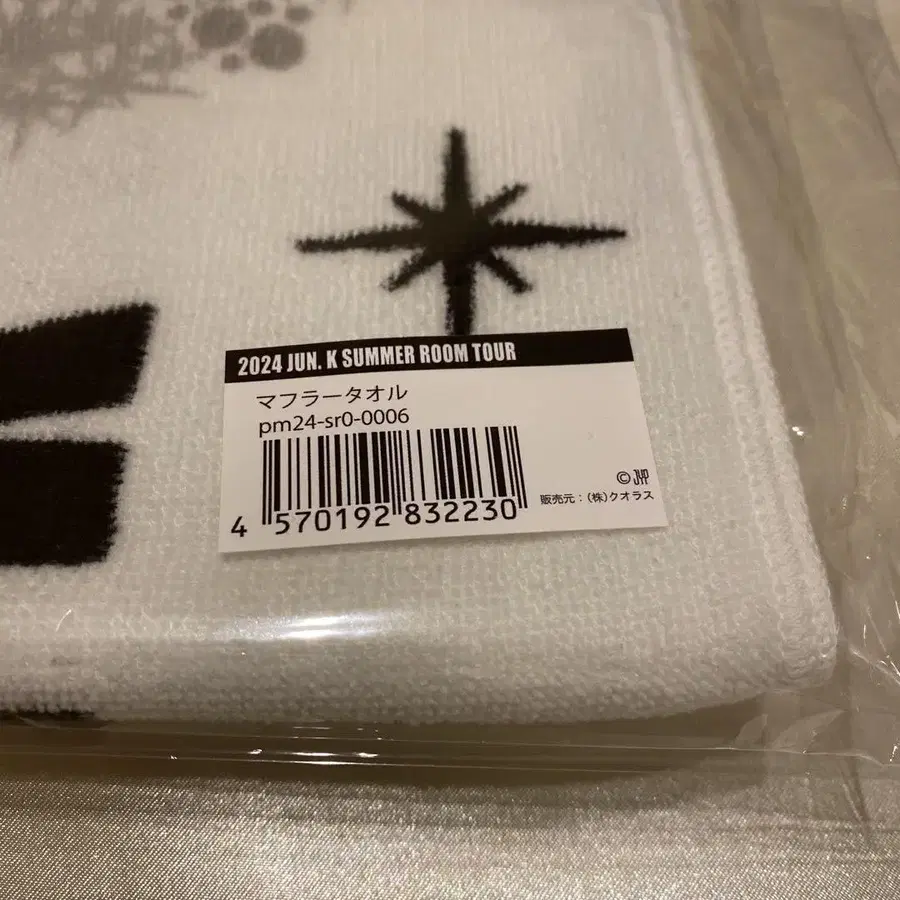 2024 JUN. K SUMMER ROOM TOUR
マフラータオル
pm24-sr0-0006
4 570192 832230
©JYP
販売元：(株)クオラス